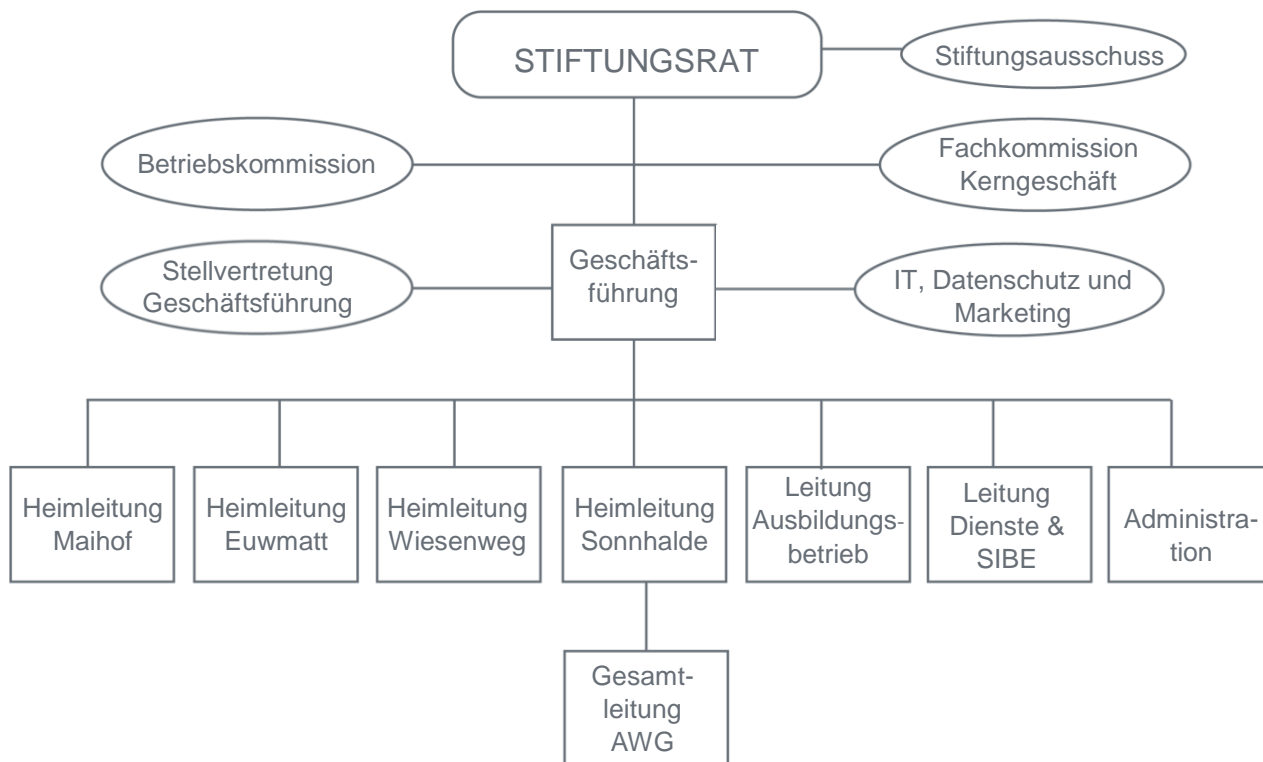 STIFTUNGSRAT
Stiftungsausschuss
Betriebskommission
Fachkommission
Kerngeschäft
Stellvertretung
Geschäftsführung
Geschäfts-
führung
IT, Datenschutz und
Marketing
Heimleitung
Maihof
Heimleitung
Euwmatt
Heimleitung
Wiesenweg
Heimleitung
Sonnhalde
Leitung
Ausbildungs-
betrieb
Leitung
Dienste &
SIBE
Administra-
tion
Gesamt-
leitung
AWG